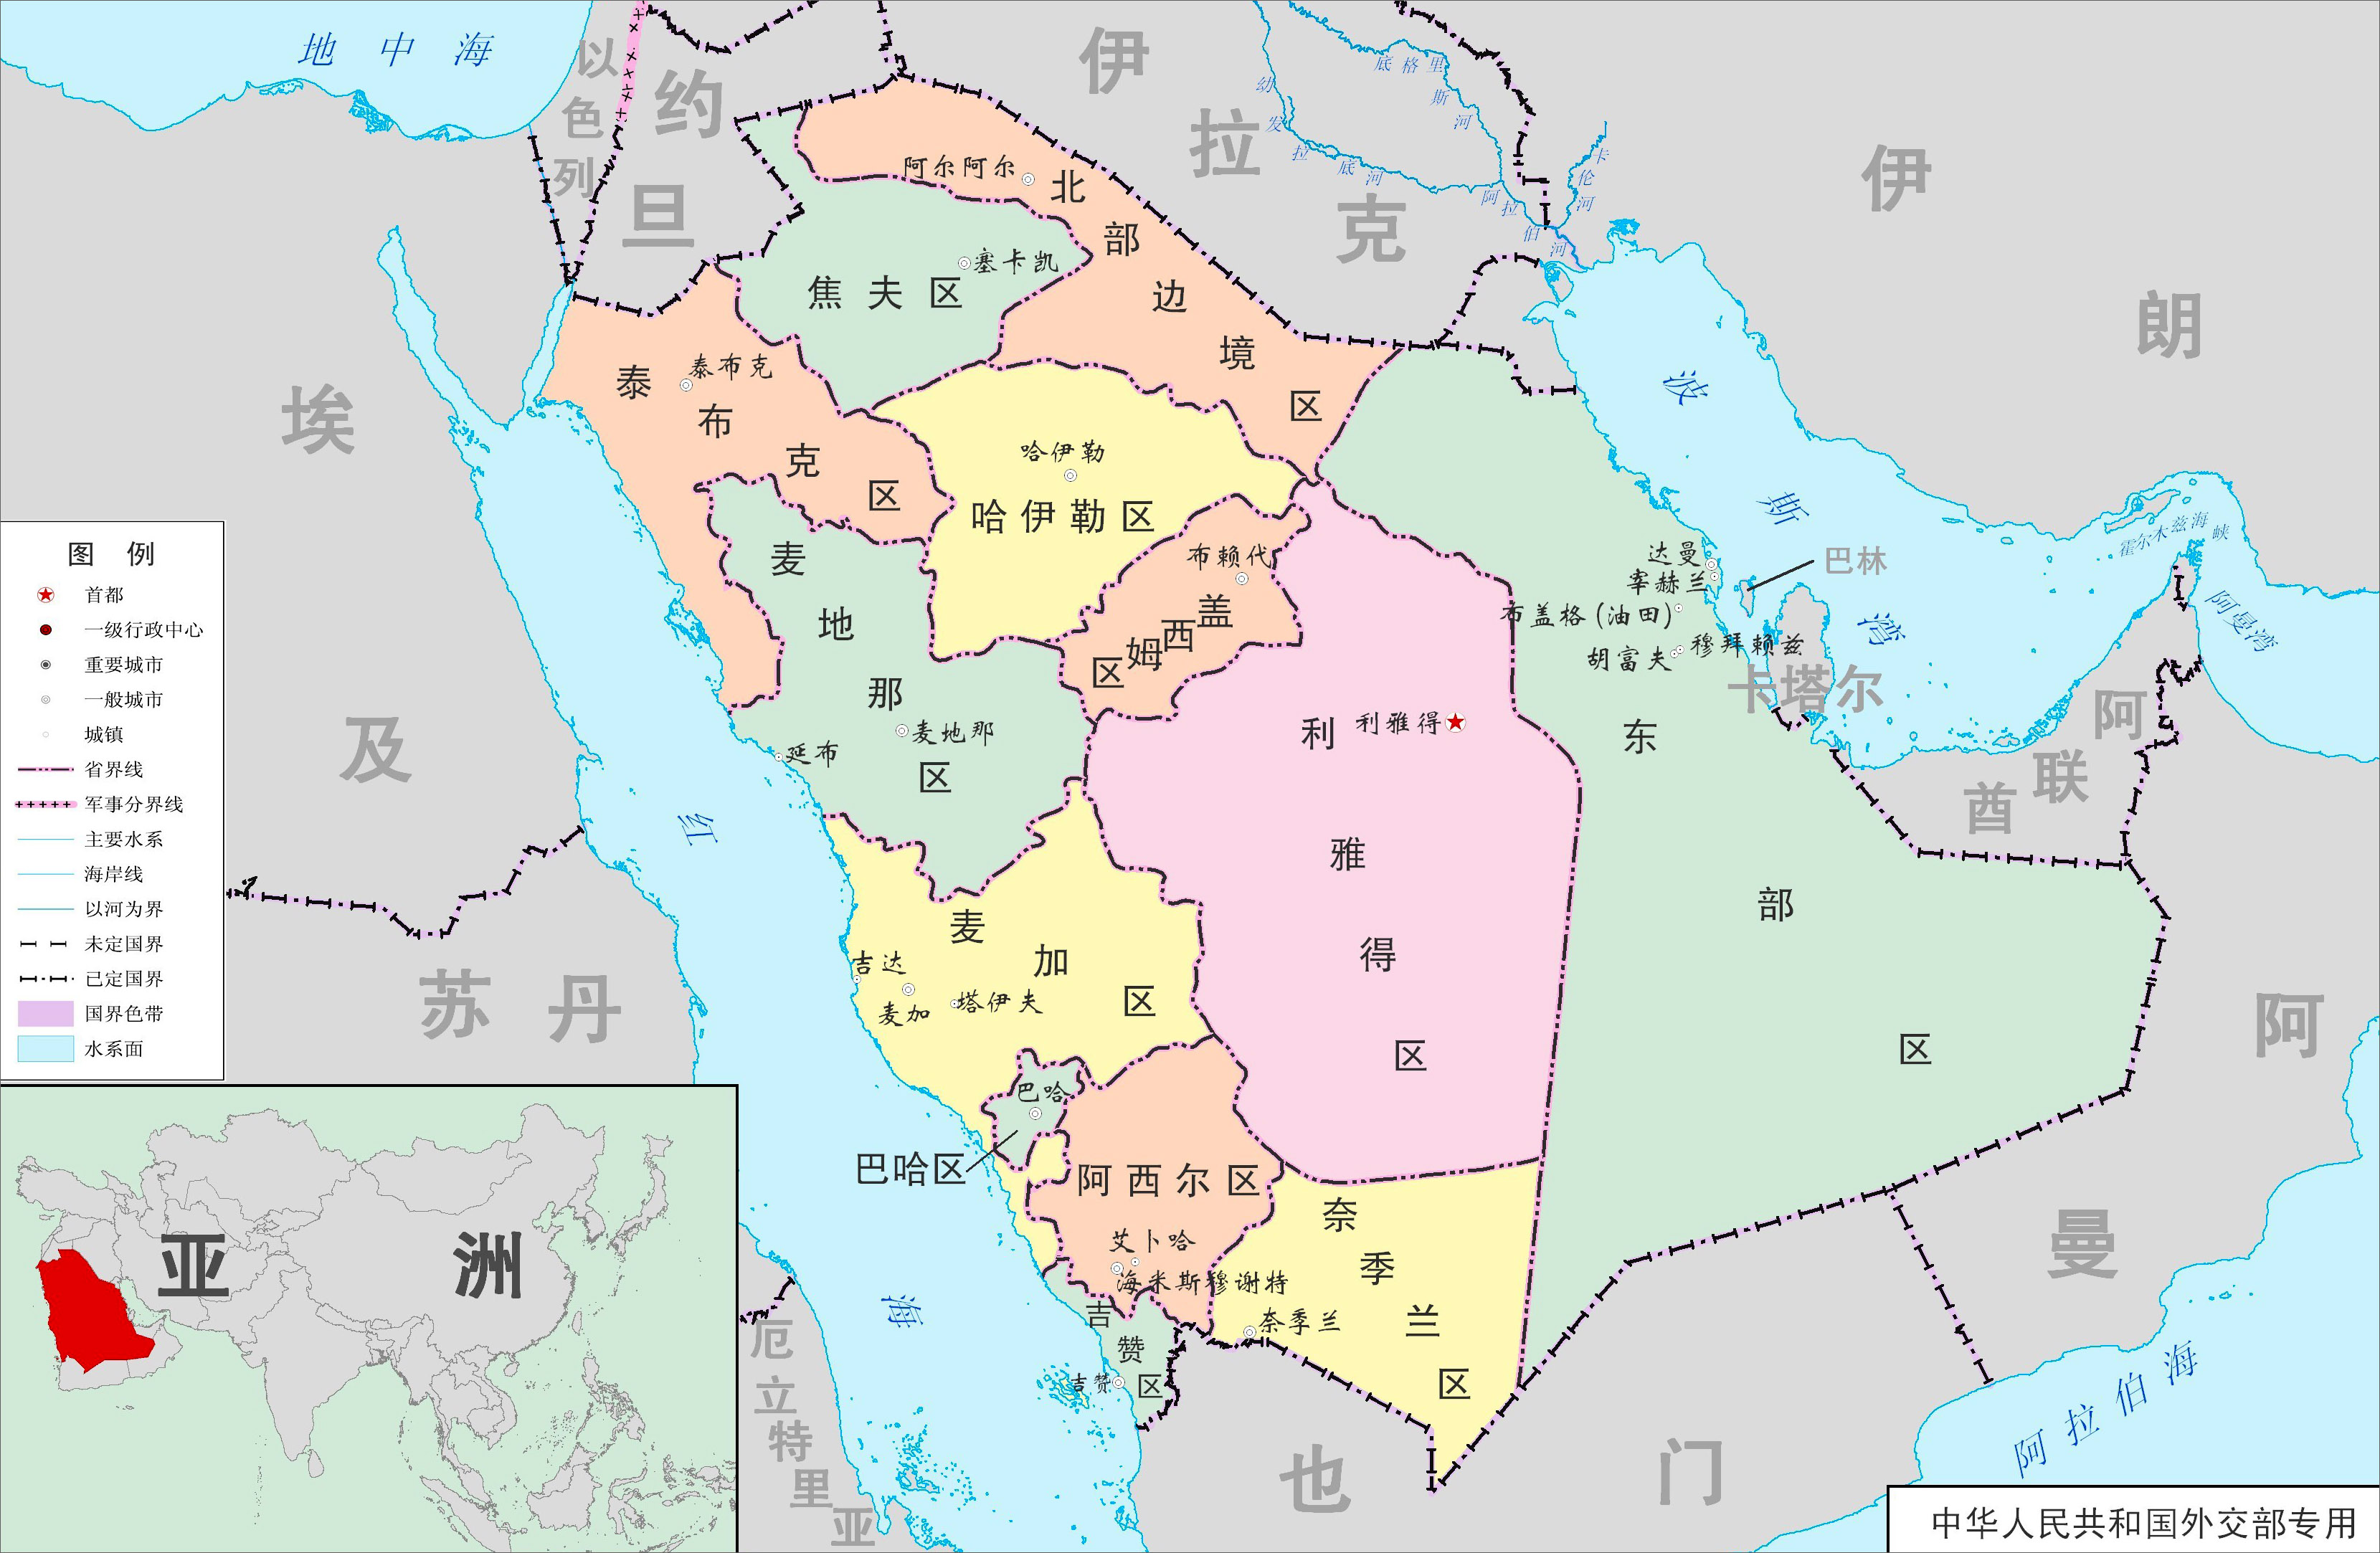 地中海
以色列
约旦
伊拉克
伊朗
幼发拉底河
底格里斯河
卡伦河
阿拉伯河
埃及
阿尔阿尔
北部边境区
塞卡凯
焦夫区
泰布克
泰布克区
哈伊勒
哈伊勒区
布赖代
盖西姆区
麦地那区
麦地那
延布
利雅得
利雅得区
波斯湾
达曼
宰赫兰
布盖格(油田)
胡富夫
穆拜赖兹
巴林
卡塔尔
霍尔木兹海峡
阿曼湾
阿联酋
东部区
红海
麦加区
吉达
麦加
塔伊夫
苏丹
巴哈
巴哈区
阿西尔区
艾卜哈
海米斯穆谢特
奈季兰
奈季兰区
吉赞区
吉赞
厄立特里亚
也门
阿曼
阿拉伯海
图例
首都
一级行政中心
重要城市
一般城市
城镇
省界线
军事分界线
主要水系
海岸线
以河为界
未定国界
已定国界
国界色带
水系面
亚洲
中华人民共和国外交部专用